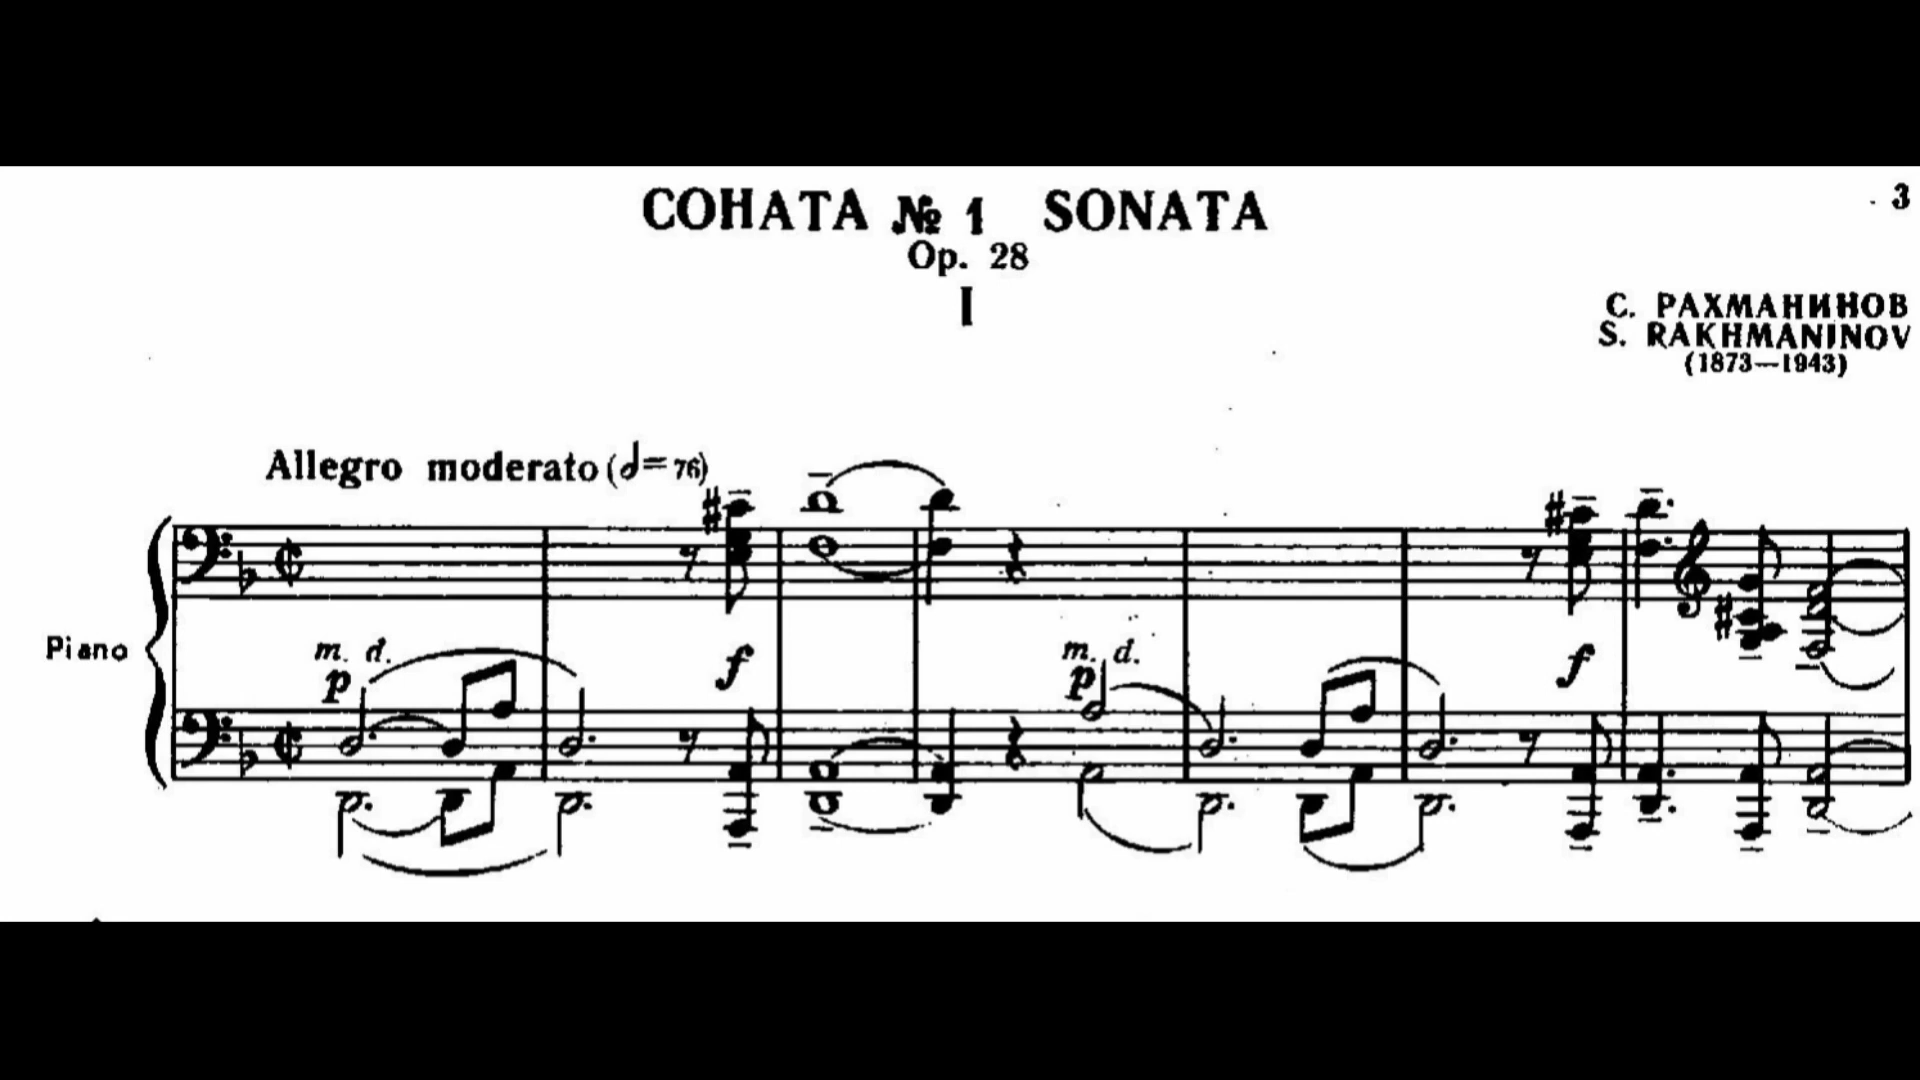 3
СОНАТА № 1 SONATA
Op. 28
I
С. РАХМАНИНОВ
S. RAKHMANINOV
(1873—1943)
Allegro moderato (𝅗𝅥= 76)
Piano
m. d.
p
f
m. d.
p
f